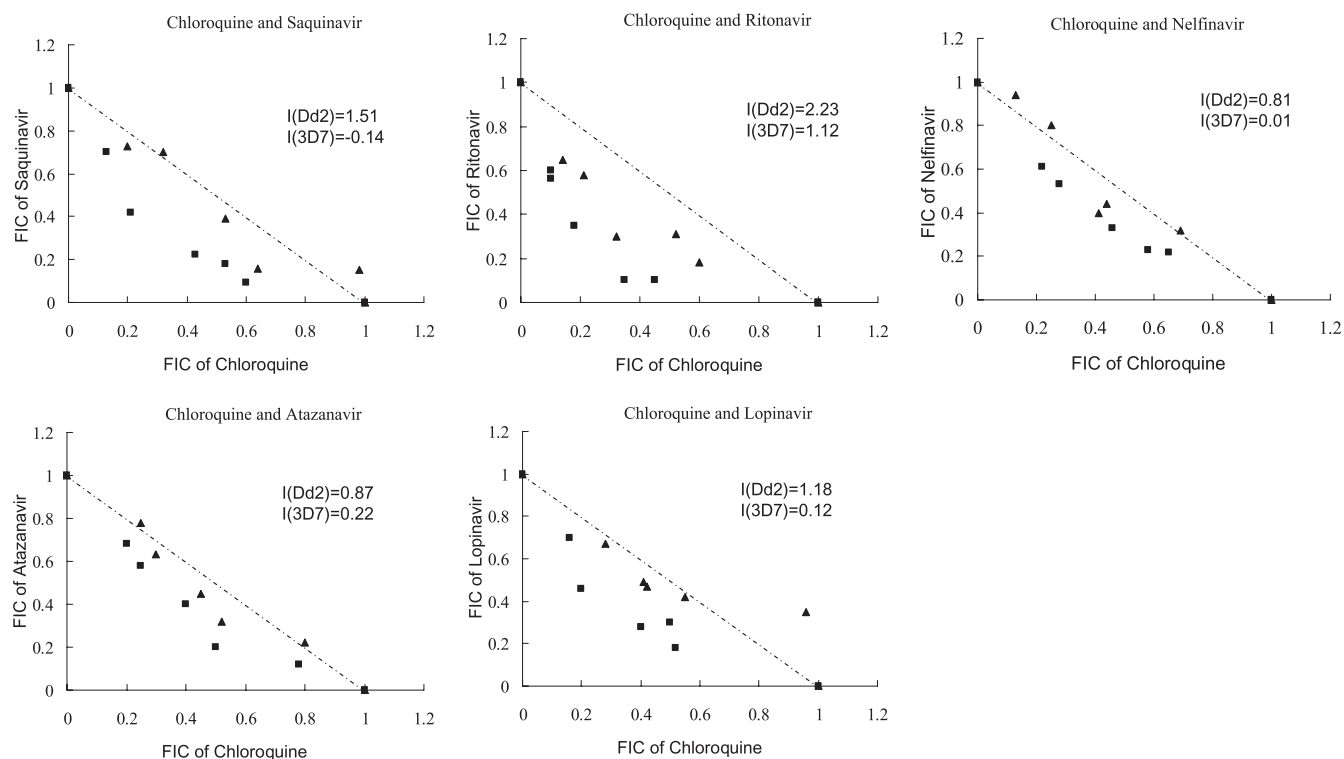 Chloroquine and Saquinavir
1.2
1
0.8
0.6
0.4
0.2
0
FIC of Saquinavir
I(Dd2)=1.51
I(3D7)=-0.14
0 0.2 0.4 0.6 0.8 1 1.2
FIC of Chloroquine
Chloroquine and Ritonavir
1.2
1
0.8
0.6
0.4
0.2
0
FIC of Ritonavir
I(Dd2)=2.23
I(3D7)=1.12
0 0.2 0.4 0.6 0.8 1 1.2
FIC of Chloroquine
Chloroquine and Nelfinavir
1.2
1
0.8
0.6
0.4
0.2
0
FIC of Nelfinavir
I(Dd2)=0.81
I(3D7)=0.01
0 0.2 0.4 0.6 0.8 1 1.2
FIC of Chloroquine
Chloroquine and Atazanavir
1.2
1
0.8
0.6
0.4
0.2
0
FIC of Atazanavir
I(Dd2)=0.87
I(3D7)=0.22
0 0.2 0.4 0.6 0.8 1 1.2
FIC of Chloroquine
Chloroquine and Lopinavir
1.2
1
0.8
0.6
0.4
0.2
0
FIC of Lopinavir
I(Dd2)=1.18
I(3D7)=0.12
0 0.2 0.4 0.6 0.8 1 1.2
FIC of Chloroquine